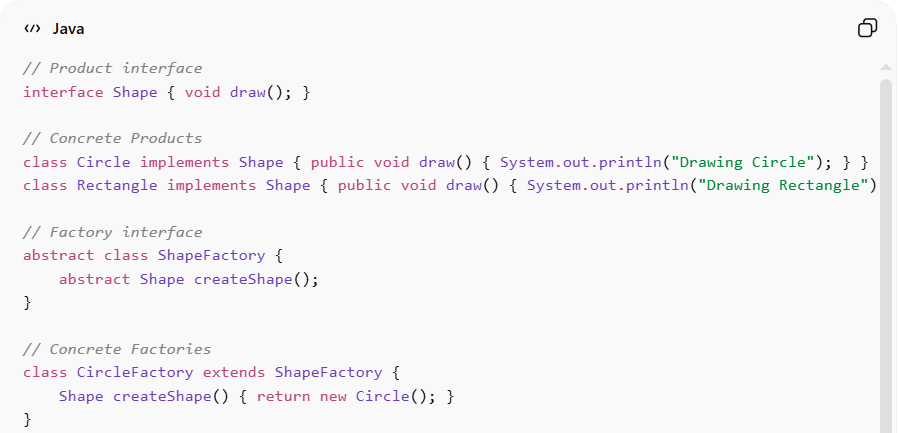 Java
// Product interface
interface Shape { void draw(); }
// Concrete Products
class Circle implements Shape { public void draw() { System.out.println("Drawing Circle"); } }
class Rectangle implements Shape { public void draw() { System.out.println("Drawing Rectangle")
// Factory interface
abstract class ShapeFactory {
    abstract Shape createShape();
}
// Concrete Factories
class CircleFactory extends ShapeFactory {
    Shape createShape() { return new Circle(); }
}